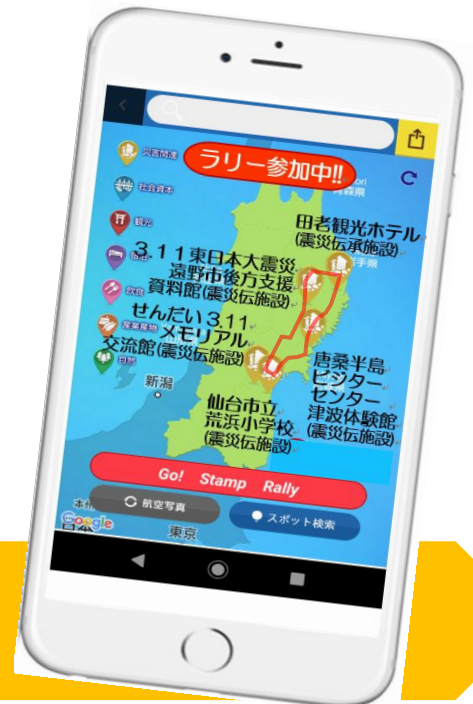 ラリー参加中!!
災害関連
社会資本
観光
飲食
産業産物
自然
田老観光ホテル
(震災伝承施設)
3.11東日本大震災
遠野市後方支援
資料館(震災伝施設)
せんだい3.11
メモリアル
交流館(震災伝施設)
唐桑半島
ビジター
センター
津波体験館
(震災伝施設)
仙台市立
荒浜小学校
(震災伝施設)
新潟
Go! Stamp Rally
航空写真
スポット検索
Google
東京